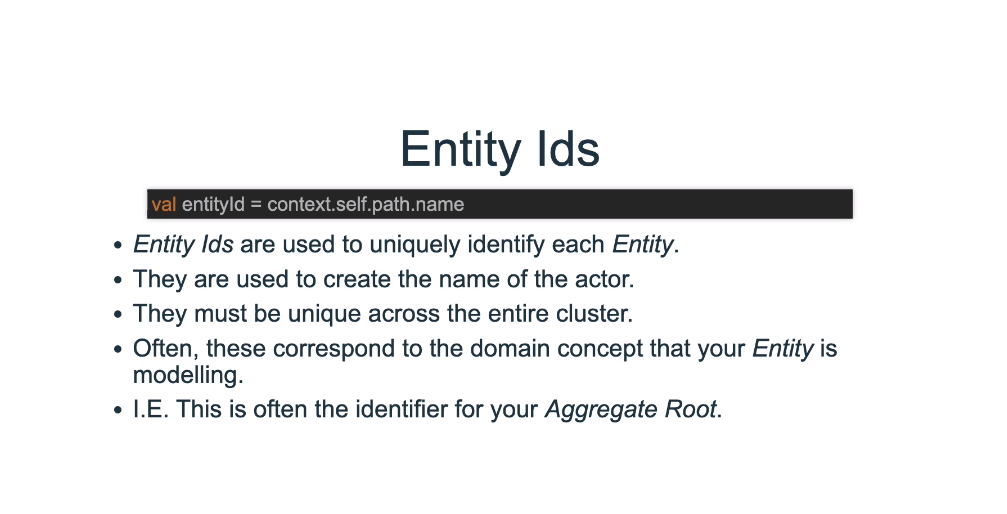 Entity Ids
val entityId = context.self.path.name
• Entity Ids are used to uniquely identify each Entity.
• They are used to create the name of the actor.
• They must be unique across the entire cluster.
• Often, these correspond to the domain concept that your Entity is
modelling.
• I.E. This is often the identifier for your Aggregate Root.